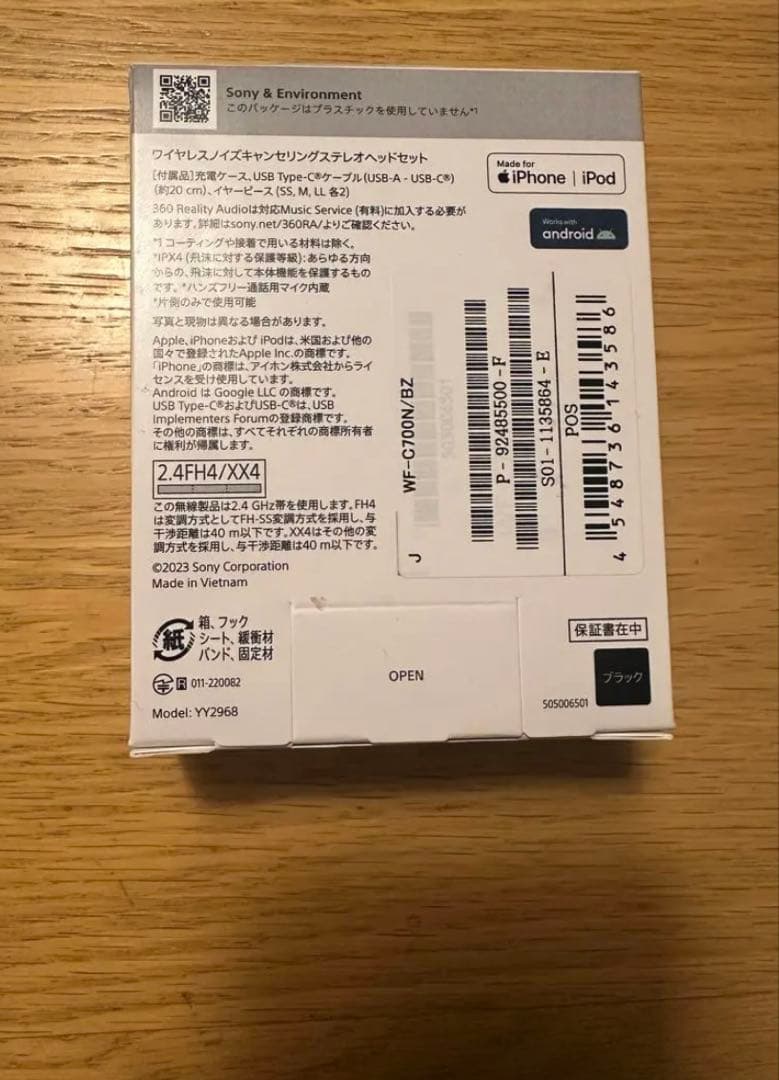 Sony & Environment
このパッケージはプラスチックを使用していません*1
ワイヤレスノイズキャンセリングステレオヘッドセット
[付属品]充電ケース、USB Type-C®ケーブル(USB-A - USB-C®)
(約20 cm)、イヤーピース (SS, M, LL 各2)
360 Reality Audioは対応Music Service (有料)に加入する必要が
あります。詳細はsony.net/360RA/よりご確認ください。
*1 コーティングや接着で用いる材料は除く。
*IPX4 (飛沫に対する保護等級): あらゆる方向
からの、飛沫に対して本体機能を保護するもの
です。*ハンズフリー通話用マイク内蔵
*片側のみで使用可能
写真と現物は異なる場合があります。
Apple、iPhoneおよび iPodは、米国および他の
国々で登録されたApple Inc.の商標です。
「iPhone」の商標は、アイホン株式会社からライ
センスを受け使用しています。
Android は Google LLC の商標です。
USB Type-C®およびUSB-C®は、USB
Implementers Forumの登録商標です。
その他の商標は、すべてそれぞれの商標所有者
に権利が帰属します。
2.4FH4/XX4
この無線製品は2.4 GHz帯を使用します。FH4
は変調方式としてFH-SS変調方式を採用し、与
干渉距離は40 m以下です。XX4はその他の変
調方式を採用し、与干渉距離は40 m以下です。
©2023 Sony Corporation
Made in Vietnam
紙
箱、フック
シート、緩衝材
バンド、固定材
R 011-220082
Model: YY2968
Made for
iPhone | iPod
Works with
android
J
WF-C700N/BZ
P - 92485500 - F
S01 - 1135864 - E
POS
4 548736 143586
OPEN
保証書在中
ブラック
505006501